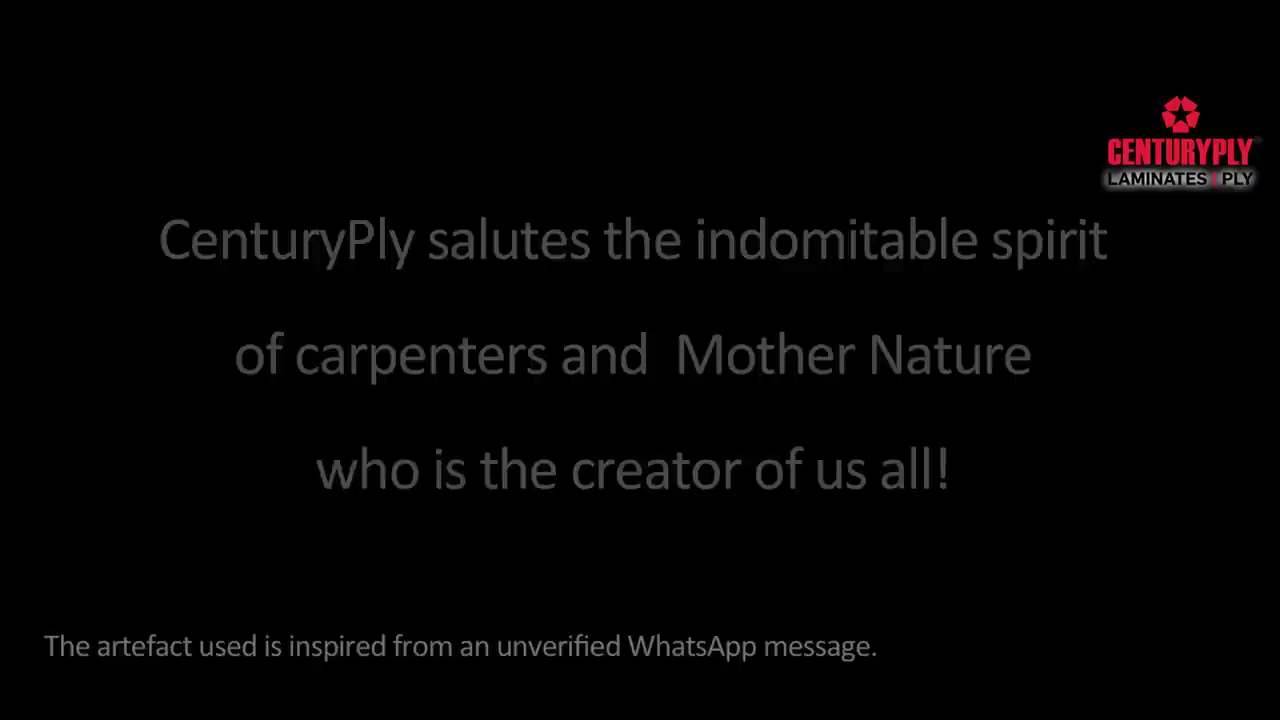 CENTURYPLY
LAMINATES | PLY
CenturyPly salutes the indomitable spirit
of carpenters and Mother Nature
who is the creator of us all!
The artefact used is inspired from an unverified WhatsApp message.